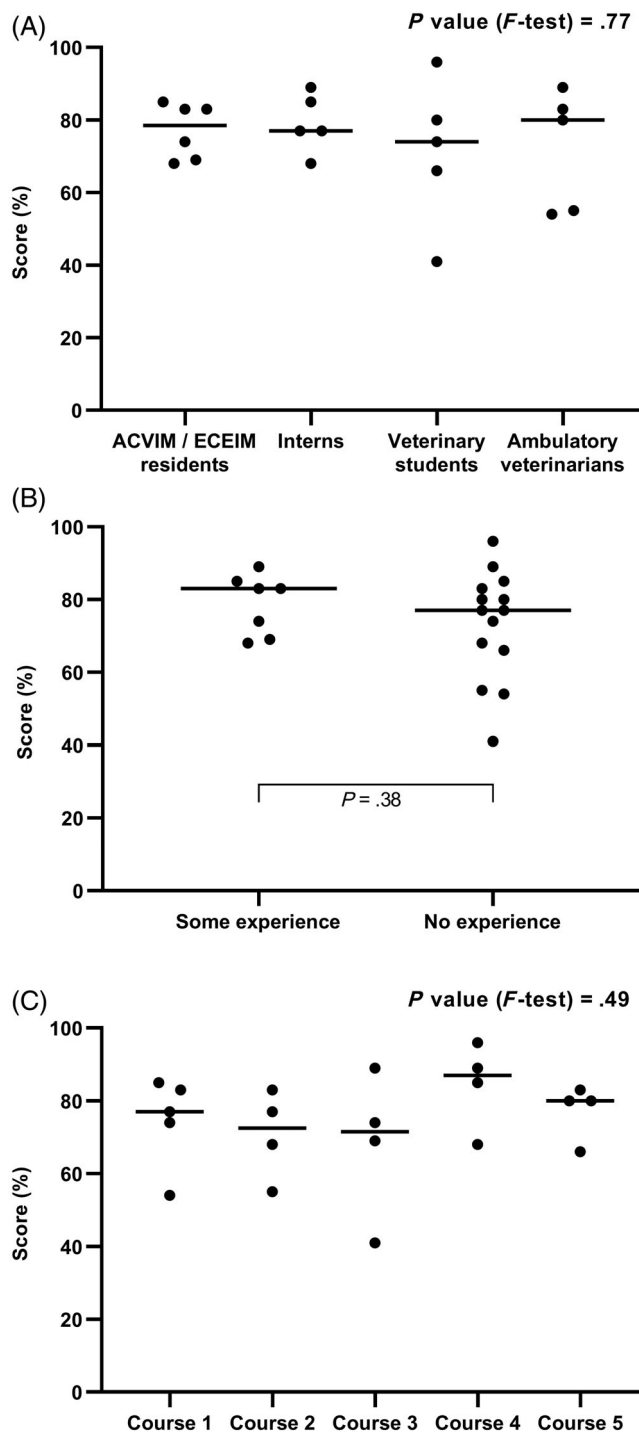 (A)
P value (F-test) = .77
100
80
60
40
20
0
Score (%)
ACVIM / ECEIM
residents
Interns
Veterinary
students
Ambulatory
veterinarians
(B)
100
80
60
40
20
0
Score (%)
P = .38
Some experience
No experience
(C)
P value (F-test) = .49
100
80
60
40
20
0
Score (%)
Course 1
Course 2
Course 3
Course 4
Course 5